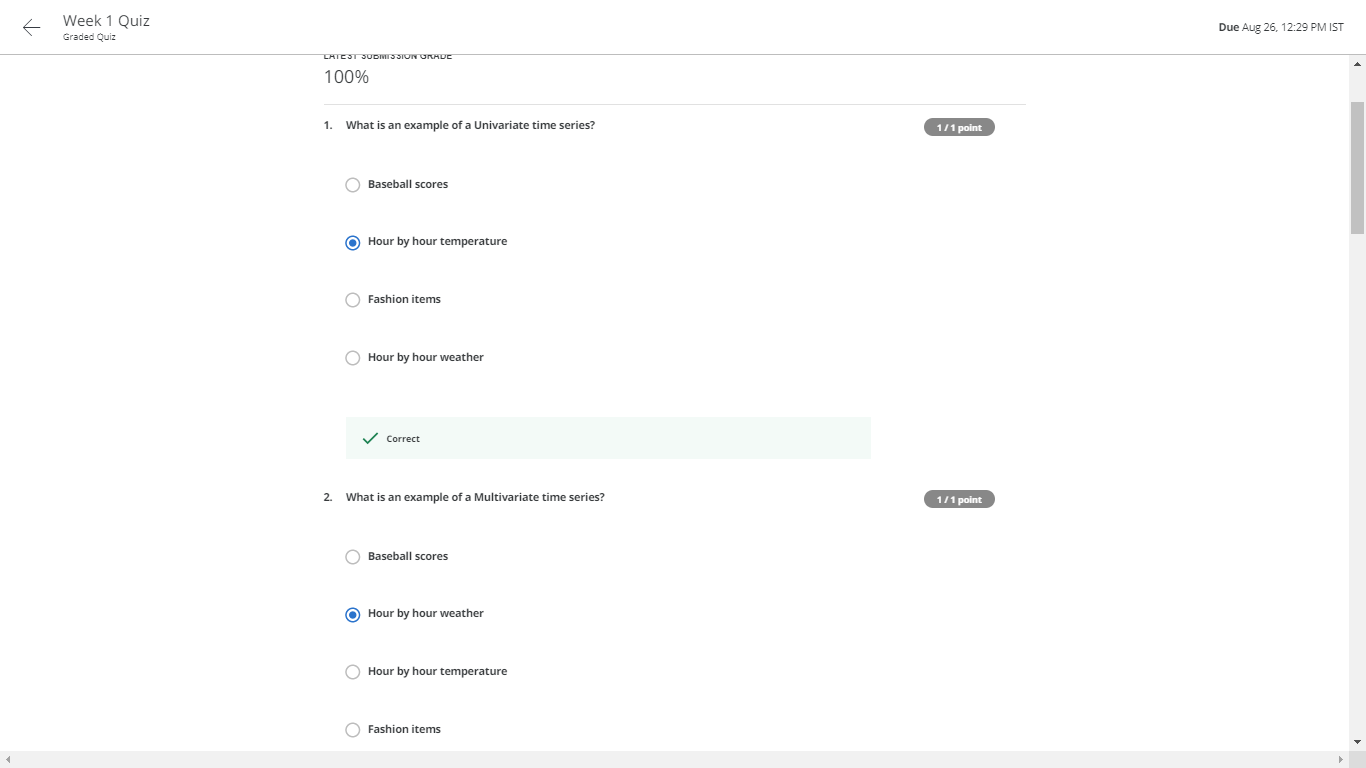 Week 1 Quiz
Graded Quiz
Due Aug 26, 12:29 PM IST
LATEST SUBMISSION GRADE
100%
1. What is an example of a Univariate time series?
1 / 1 point
Baseball scores
Hour by hour temperature
Fashion items
Hour by hour weather
Correct
2. What is an example of a Multivariate time series?
1 / 1 point
Baseball scores
Hour by hour weather
Hour by hour temperature
Fashion items